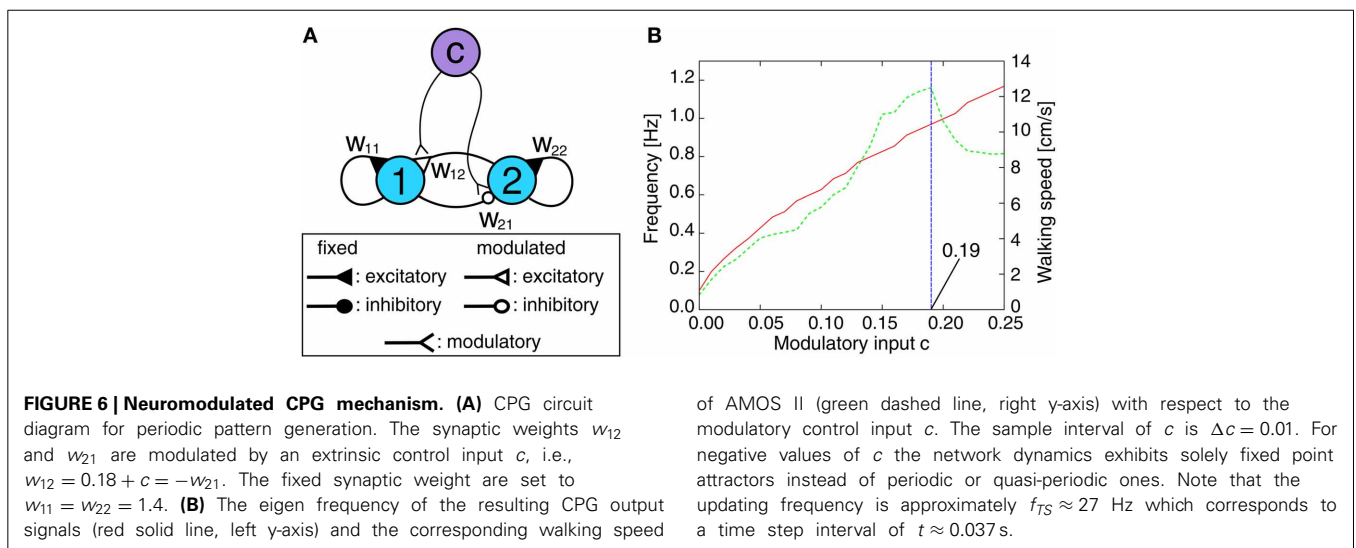 A
C
W11
W22
1
2
W12
W21
fixed modulated
: excitatory : excitatory
: inhibitory : inhibitory
: modulatory
B
Frequency [Hz]
1.2
1.0
0.8
0.6
0.4
0.2
0.0
14
12
10
8
6
4
2
0
Walking speed [cm/s]
0.19
0.00 0.05 0.10 0.15 0.20 0.25
Modulatory input c
FIGURE 6 | Neuromodulated CPG mechanism. (A) CPG circuit
diagram for periodic pattern generation. The synaptic weights w12
and w21 are modulated by an extrinsic control input c, i.e.,
w12 = 0.18 + c = −w21. The fixed synaptic weight are set to
w11 = w22 = 1.4. (B) The eigen frequency of the resulting CPG output
signals (red solid line, left y-axis) and the corresponding walking speed
of AMOS II (green dashed line, right y-axis) with respect to the
modulatory control input c. The sample interval of c is Δc = 0.01. For
negative values of c the network dynamics exhibits solely fixed point
attractors instead of periodic or quasi-periodic ones. Note that the
updating frequency is approximately fTS ≈ 27 Hz which corresponds to
a time step interval of t ≈ 0.037 s.